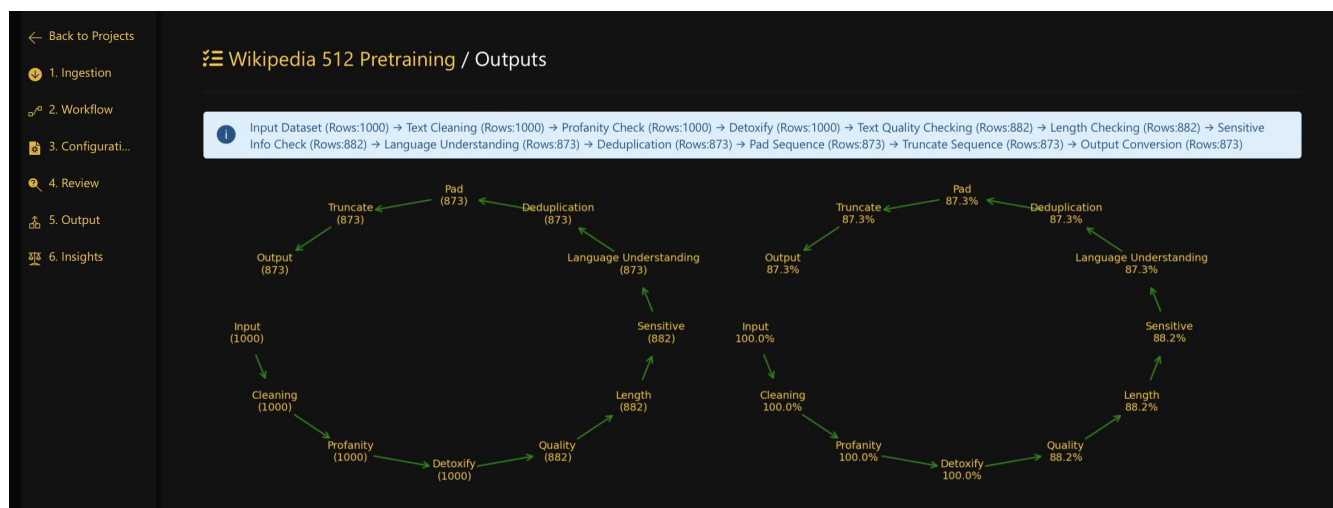 Back to Projects
1. Ingestion
2. Workflow
3. Configurati...
4. Review
5. Output
6. Insights
Wikipedia 512 Pretraining / Outputs
Input Dataset (Rows:1000) → Text Cleaning (Rows:1000) → Profanity Check (Rows:1000) → Detoxify (Rows:1000) → Text Quality Checking (Rows:882) → Length Checking (Rows:882) → Sensitive
Info Check (Rows:882) → Language Understanding (Rows:873) → Deduplication (Rows:873) → Pad Sequence (Rows:873) → Truncate Sequence (Rows:873) → Output Conversion (Rows:873)
Pad
(873)
Truncate
(873)
Deduplication
(873)
Output
(873)
Language Understanding
(873)
Input
(1000)
Sensitive
(882)
Cleaning
(1000)
Length
(882)
Profanity
(1000)
Quality
(882)
Detoxify
(1000)
Pad
87.3%
Truncate
87.3%
Deduplication
87.3%
Output
87.3%
Language Understanding
87.3%
Input
100.0%
Sensitive
88.2%
Cleaning
100.0%
Length
88.2%
Profanity
100.0%
Quality
88.2%
Detoxify
100.0%